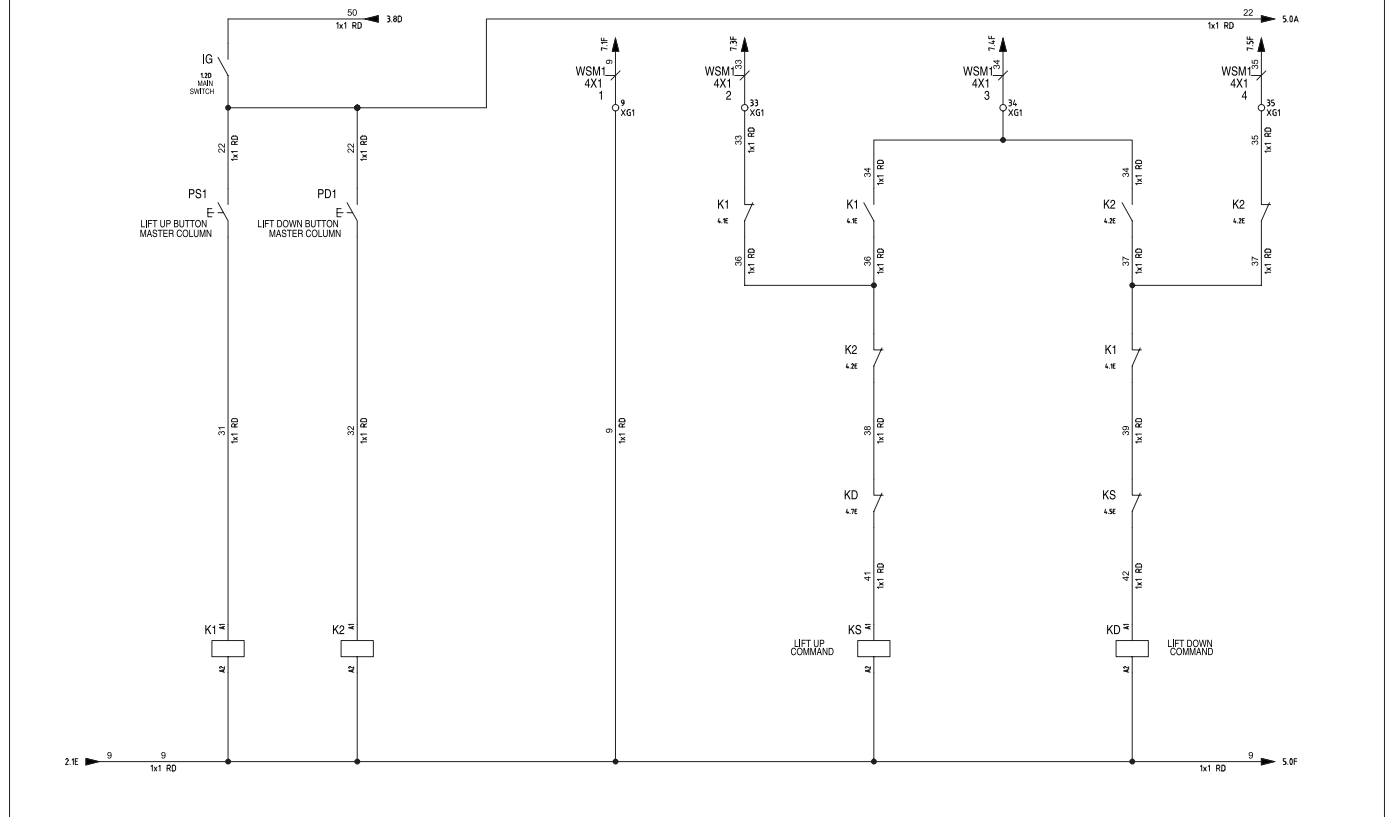 50
3.8D
1x1 RD
22
5.0A
1x1 RD
IG
1.2D
MAIN
SWITCH
7.1F
9
WSM1
4X1
1
9
XG1
7.3F
33
WSM1
4X1
2
33
XG1
7.4F
34
WSM1
4X1
3
34
XG1
7.5F
35
WSM1
4X1
4
35
XG1
22
1x1 RD
22
1x1 RD
33
1x1 RD
35
1x1 RD
34
1x1 RD
34
1x1 RD
PS1
E
LIFT UP BUTTON
MASTER COLUMN
PD1
E
LIFT DOWN BUTTON
MASTER COLUMN
K1
4.1E
K1
4.1E
K2
4.2E
K2
4.2E
36
1x1 RD
36
1x1 RD
37
1x1 RD
37
1x1 RD
K2
4.2E
K1
4.1E
31
1x1 RD
32
1x1 RD
9
1x1 RD
38
1x1 RD
39
1x1 RD
KD
4.7E
KS
4.5E
41
1x1 RD
42
1x1 RD
K1
A1
A2
K2
A1
A2
LIFT UP
COMMAND
KS
A1
A2
KD
A1
A2
LIFT DOWN
COMMAND
2.1E
9
9
1x1 RD
9
5.0F
1x1 RD